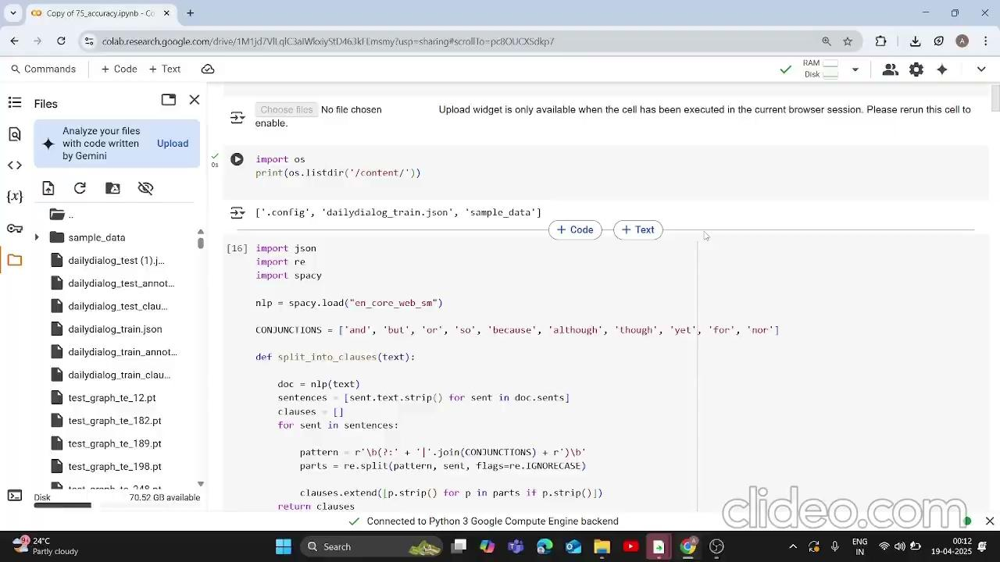 Copy of 75_accuracy.ipynb - Co
colab.research.google.com/drive/
Commands
+ Code
+ Text
RAM
Disk
Files
Analyze your files
with code written
by Gemini
Upload
..
sample_data
dailydialog_test (1).j...
dailydialog_test_annot...
dailydialog_test_clau...
dailydialog_train.json
dailydialog_train_annot...
dailydialog_train_clau...
test_graph_te_12.pt
test_graph_te_182.pt
test_graph_te_189.pt
test_graph_te_198.pt
test_graph_te_248.pt
Disk
70.52 GB available
Choose files No file chosen
Upload widget is only available when the cell has been executed in the current browser session. Please rerun this cell to
enable.
0s
import os
print(os.listdir('/content/'))
['.config', 'dailydialog_train.json', 'sample_data']
+ Code
+ Text
[16]
import json
import re
import spacy
nlp = spacy.load("en_core_web_sm")
CONJUNCTIONS = ['and', 'but', 'or', 'so', 'because', 'although', 'though', 'yet', 'for', 'nor']
def split_into_clauses(text):
doc = nlp(text)
sentences = [sent.text.strip() for sent in doc.sents]
clauses = []
for sent in sentences:
pattern = r'\b(?:' + '|'.join(CONJUNCTIONS) + r')\b'
parts = re.split(pattern, sent, flags=re.IGNORECASE)
clauses.extend([p.strip() for p in parts if p.strip()])
return clauses
clideo.com
Connected to Python 3 Google Compute Engine backend
24°C
Partly cloudy
Search
ENG
IN
00:12
19-04-2025